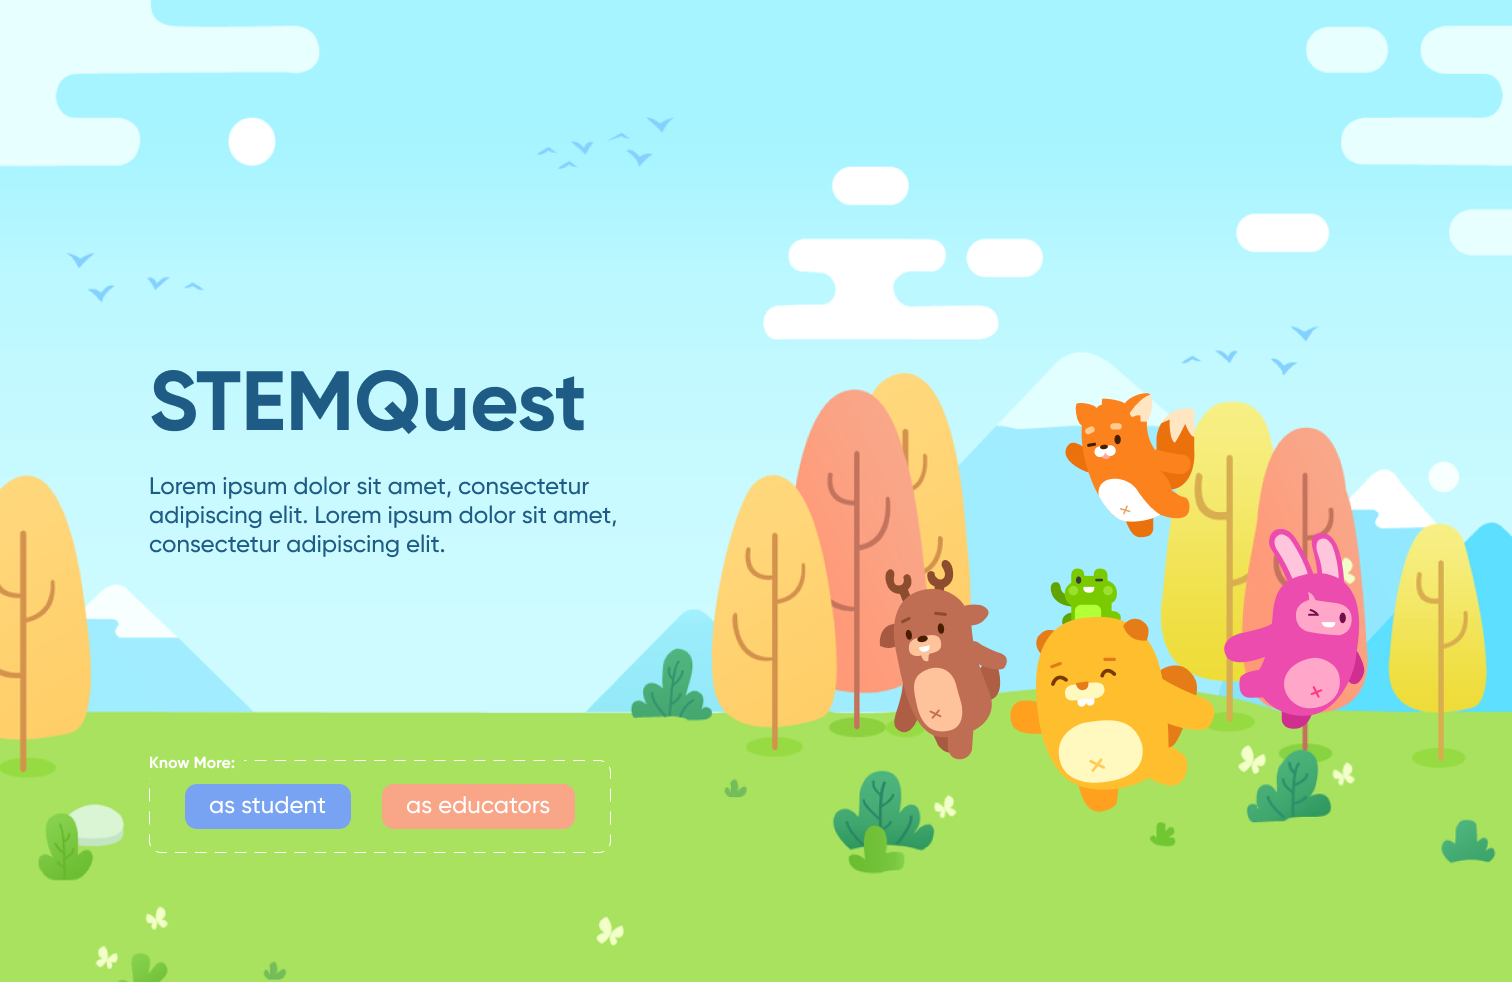 STEMQuest
Lorem ipsum dolor sit amet, consectetur
adipiscing elit. Lorem ipsum dolor sit amet,
consectetur adipiscing elit.
Know More:
as student
as educators